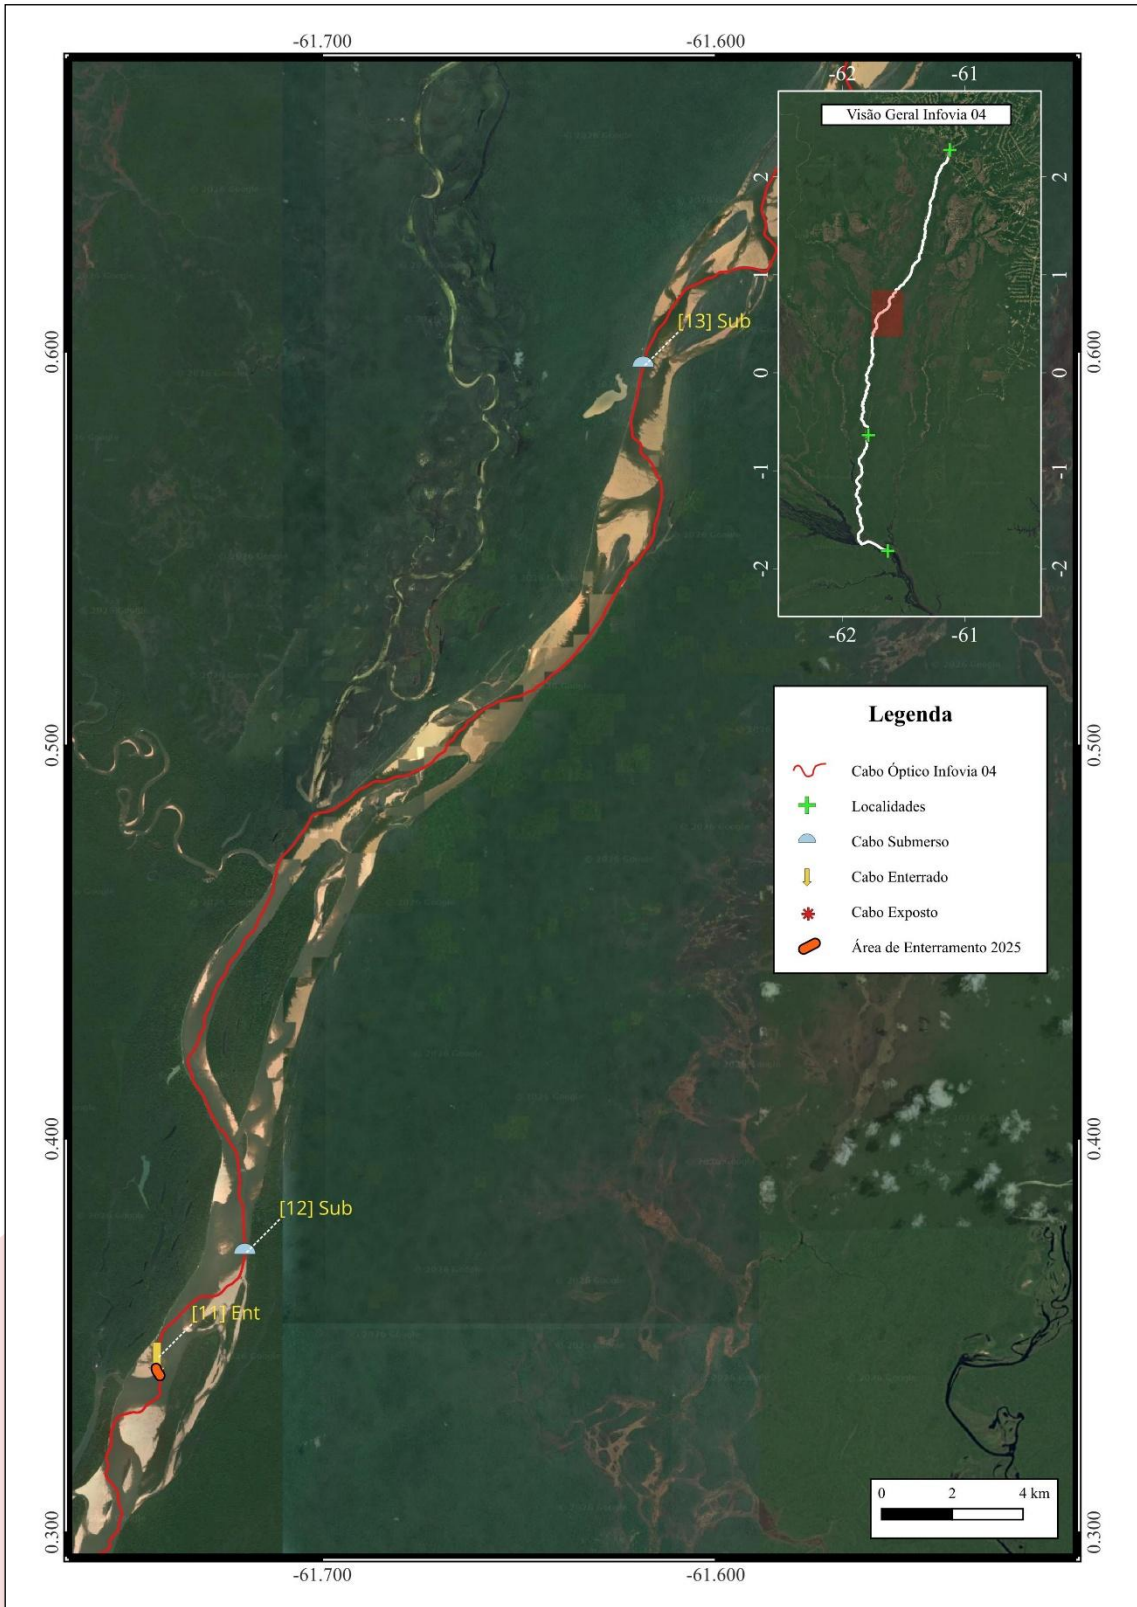 -61.700
-61.600
-62
-61
Visão Geral Infovia 04
2
2
1
1
0
0
-1
-1
-2
-2
-62
-61
0.600
0.600
[13] Sub
Legenda
Cabo Óptico Infovia 04
Localidades
Cabo Submerso
Cabo Enterrado
Cabo Exposto
Área de Enterramento 2025
0.500
0.500
0.400
0.400
[12] Sub
[11] Ent
0
2
4 km
0.300
0.300
-61.700
-61.600